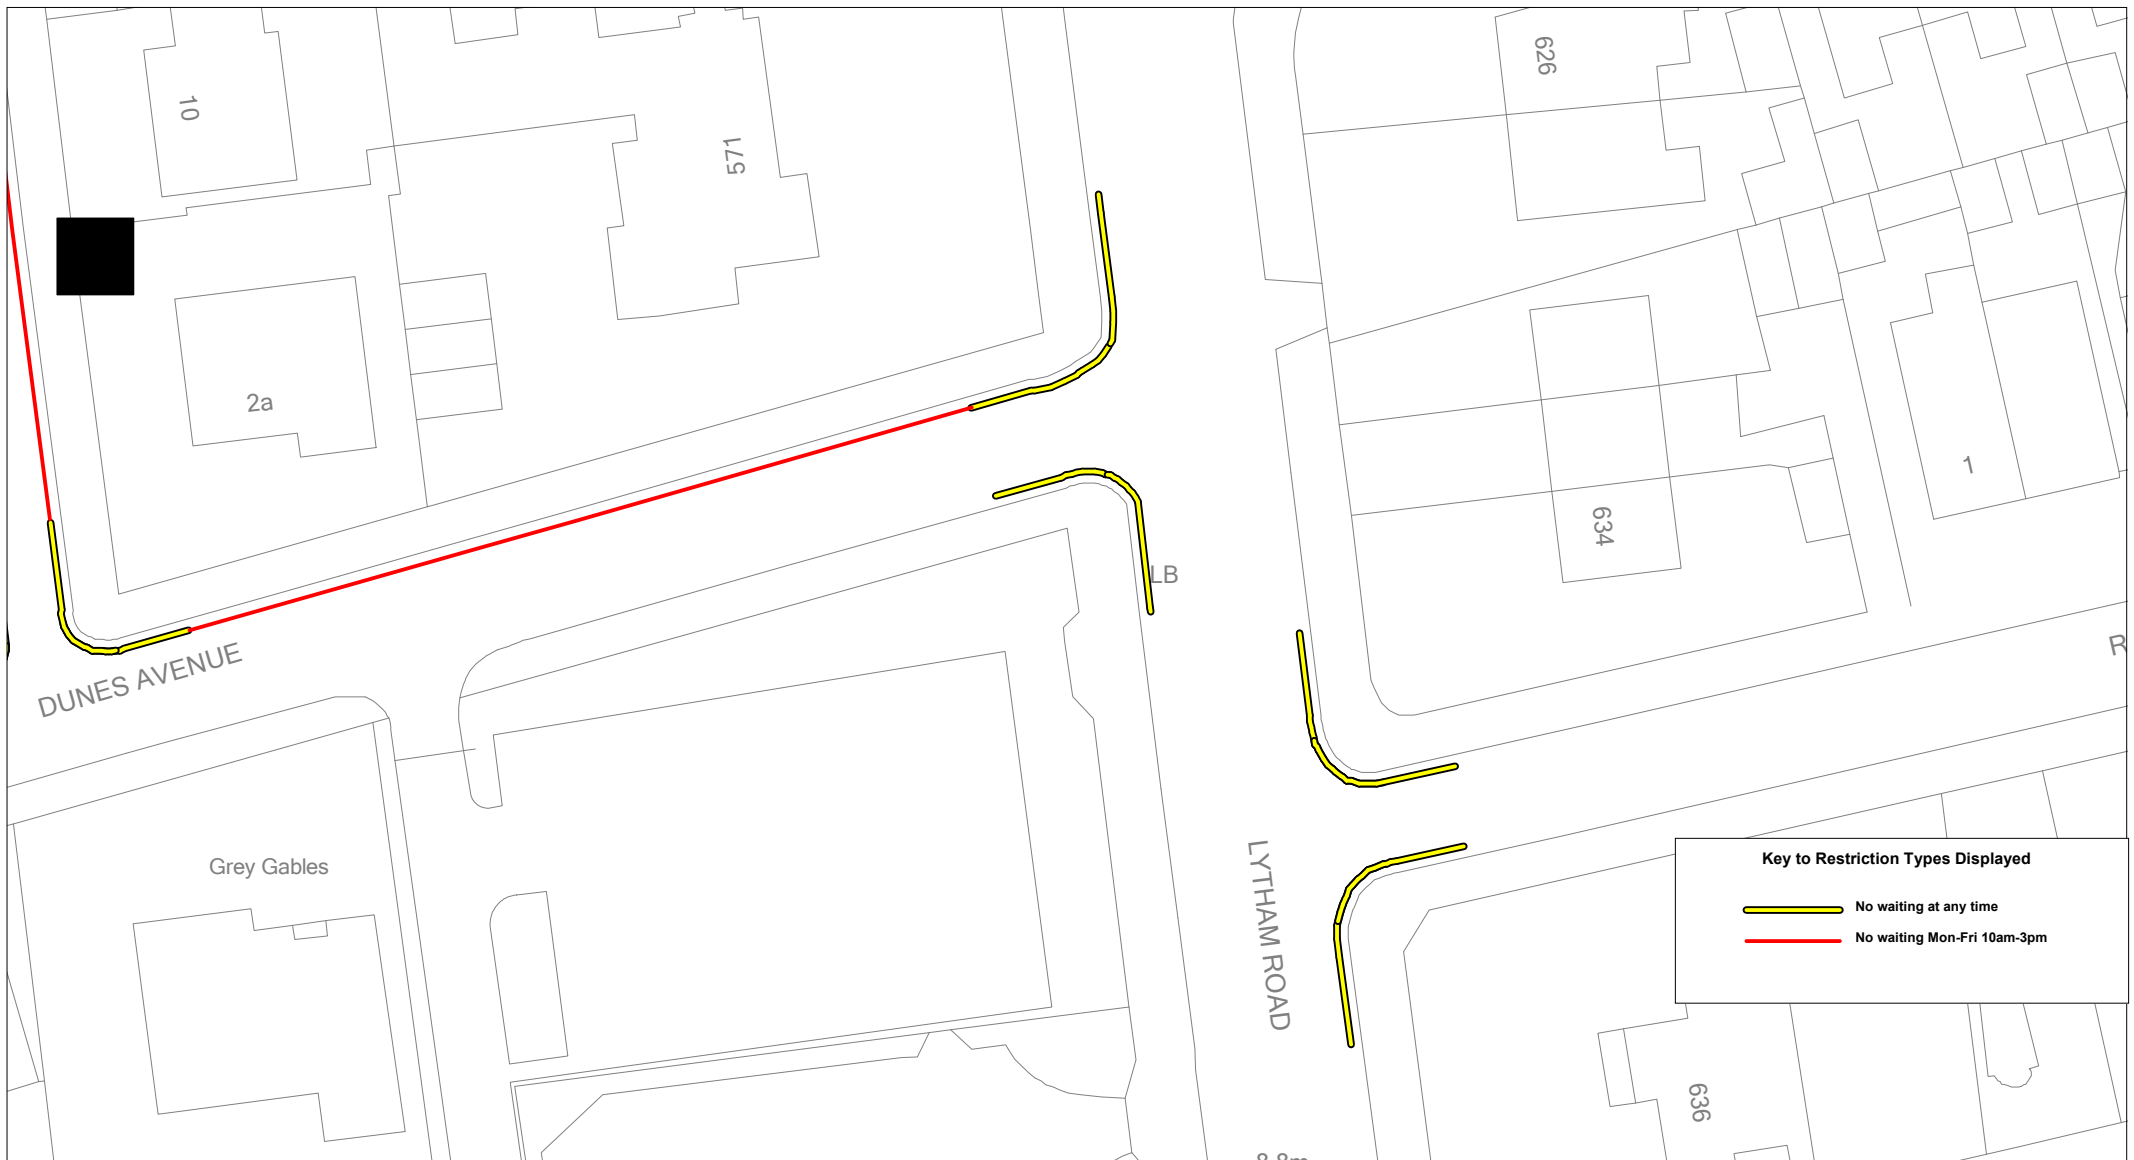 626
10
571
2a
1
634
LB
DUNES AVENUE
R
Grey Gables
LYTHAM ROAD
Key to Restriction Types Displayed
No waiting at any time
No waiting Mon-Fri 10am-3pm
636